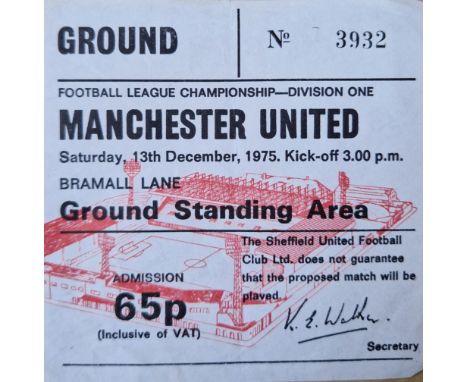 GROUND
Nº 3932
FOOTBALL LEAGUE CHAMPIONSHIP—DIVISION ONE
MANCHESTER UNITED
Saturday, 13th December, 1975. Kick-off 3.00 p.m.
BRAMALL LANE
Ground Standing Area
The Sheffield United Football
Club Ltd. does not guarantee
that the proposed match will be
played.
ADMISSION
65p
(Inclusive of VAT)
K. E. Walker.
Secretary